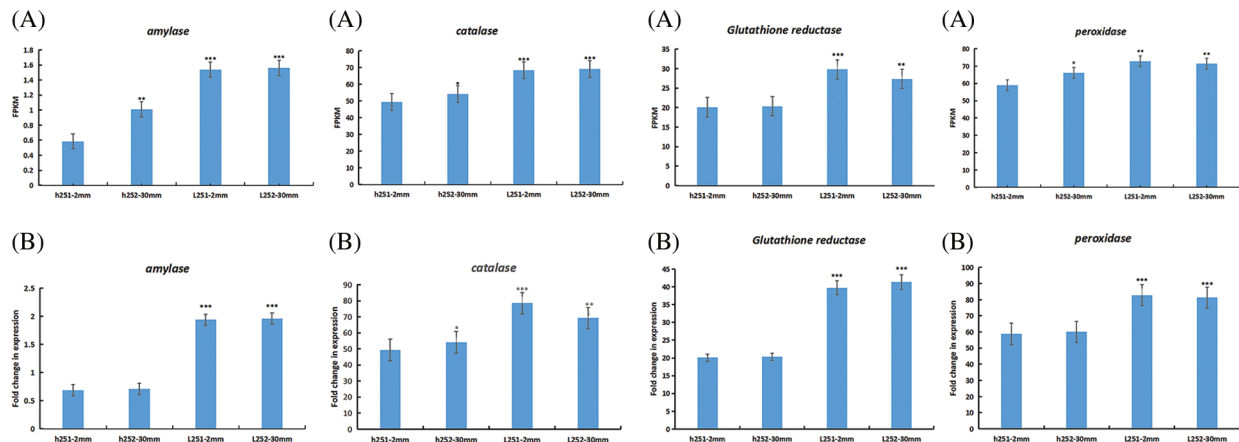 (A)
amylase
FPKM
1.8
1.6
1.4
1.2
1
0.8
0.6
0.4
0.2
0
**
***
***
h251-2mm h252-30mm L251-2mm L252-30mm
(A)
catalase
FPKM
80
70
60
50
40
30
20
10
0
*
***
***
h251-2mm h252-30mm L251-2mm L252-30mm
(A)
Glutathione reductase
FPKM
35
30
25
20
15
10
5
0
***
**
h251-2mm h252-30mm L251-2mm L252-30mm
(A)
peroxidase
FPKM
80
70
60
50
40
30
20
10
0
*
**
**
h251-2mm h252-30mm L251-2mm L252-30mm
(B)
amylase
Fold change in expression
2.5
2
1.5
1
0.5
0
***
***
h251-2mm h252-30mm L251-2mm L252-30mm
(B)
catalase
Fold change in expression
90
80
70
60
50
40
30
20
10
0
*
***
**
h251-2mm h252-30mm L251-2mm L252-30mm
(B)
Glutathione reductase
Fold change in expression
45
40
35
30
25
20
15
10
5
0
***
***
h251-2mm h252-30mm L251-2mm L252-30mm
(B)
peroxidase
Fold change in expression
100
90
80
70
60
50
40
30
20
10
0
***
***
h251-2mm h252-30mm L251-2mm L252-30mm